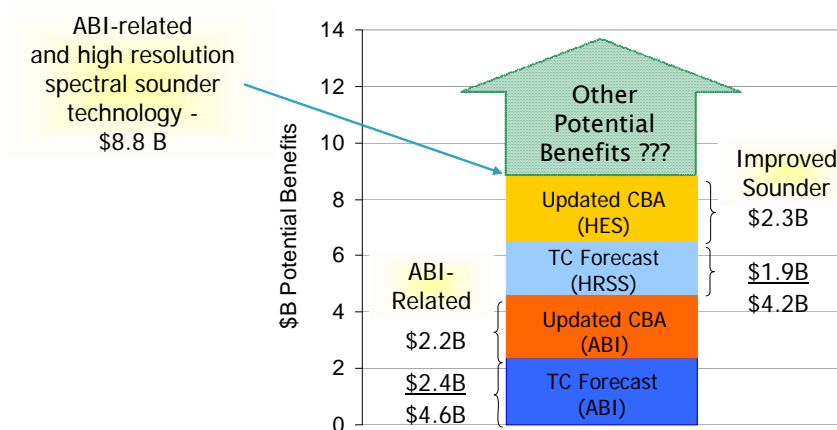 ABI-related
and high resolution
spectral sounder
technology -
$8.8 B
$B Potential Benefits
14
12
10
8
6
4
2
0
Other
Potential
Benefits ???
Updated CBA
(HES)
TC Forecast
(HRSS)
Updated CBA
(ABI)
TC Forecast
(ABI)
ABI-
Related
$2.2B
$2.4B
$4.6B
Improved
Sounder
$2.3B
$1.9B
$4.2B